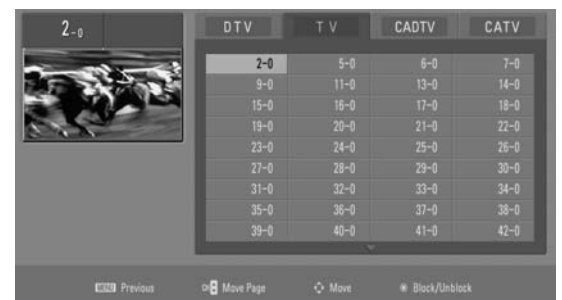 2-0
DTV TV CADTV CATV
2-0 5-0 6-0 7-0
9-0 11-0 13-0 14-0
15-0 16-0 17-0 18-0
19-0 20-0 21-0 22-0
23-0 24-0 25-0 26-0
27-0 28-0 29-0 30-0
31-0 32-0 33-0 34-0
35-0 36-0 37-0 38-0
39-0 40-0 41-0 42-0
MENU Previous CH Move Page Move Block/Unblock